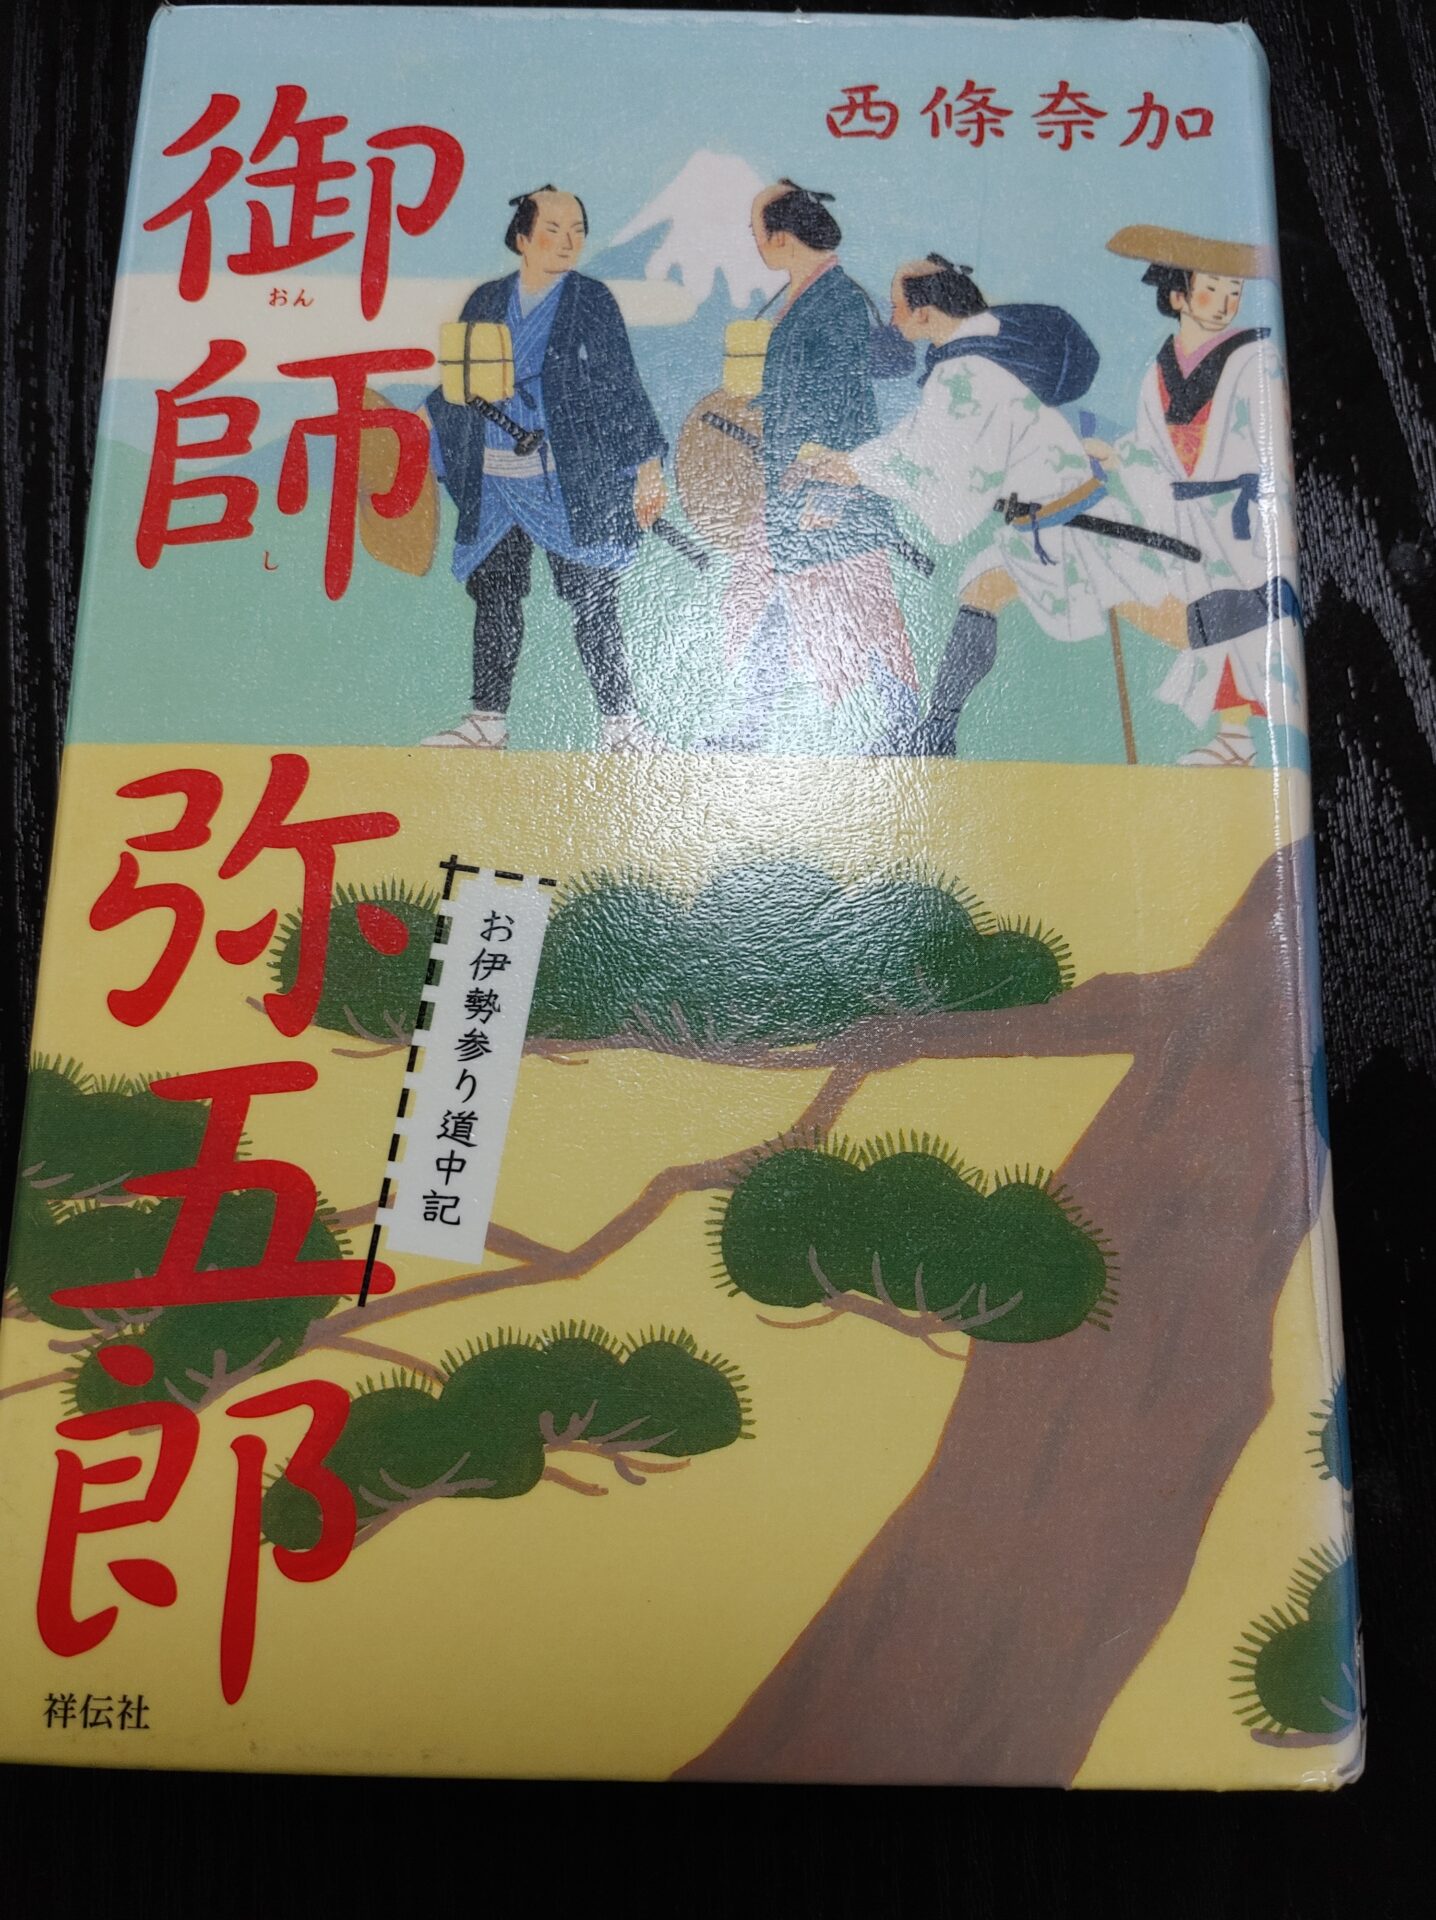 西條奈加
御師
おん
し
弥五郎
お伊勢参り道中記
祥伝社